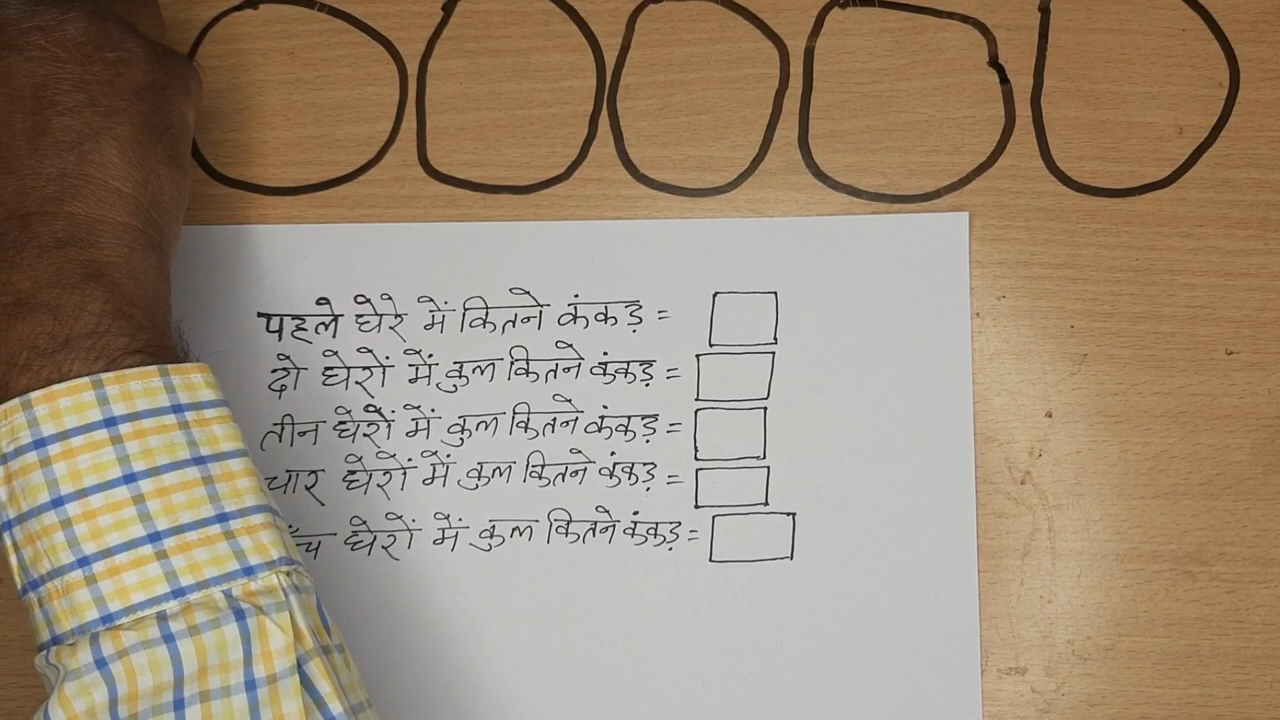 पहले घेरे में कितने कंकड़ =
दो घेरों में कुल कितने कंकड़ =
तीन घेरों में कुल कितने कंकड़ =
चार घेरों में कुल कितने कंकड़ =
घेरों में कुल कितने कंकड़ =